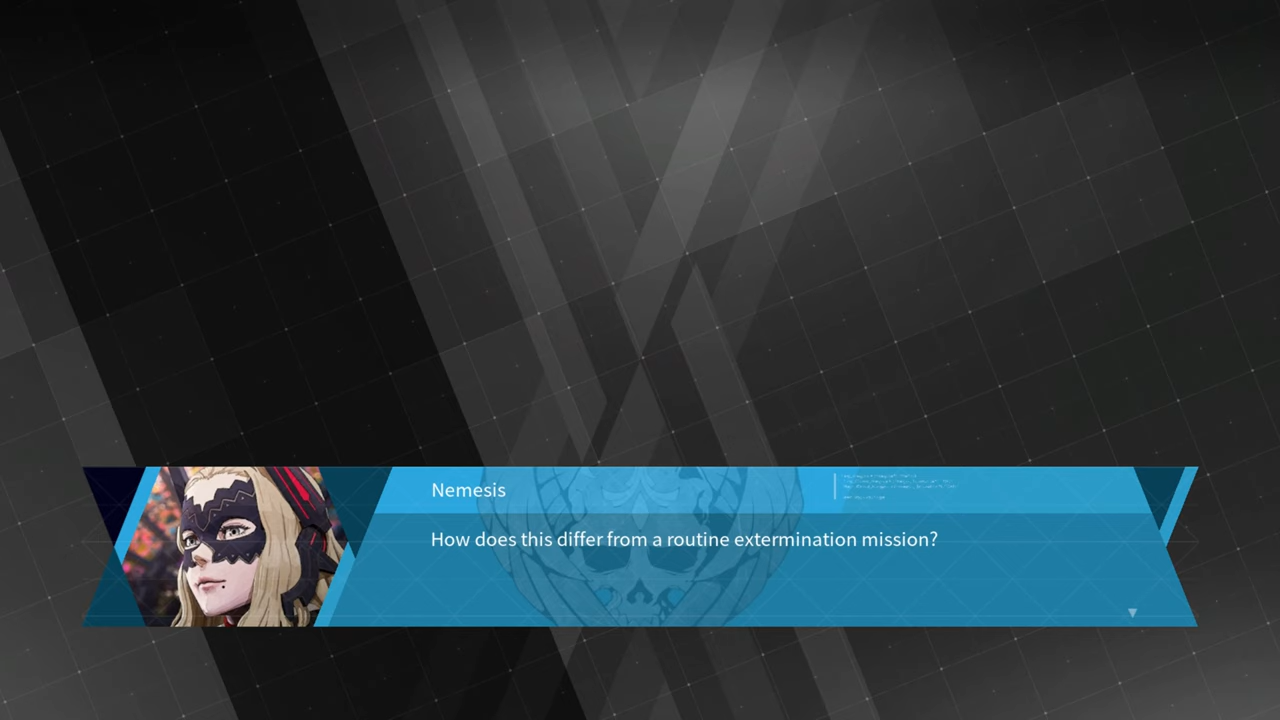 Nemesis
How does this differ from a routine extermination mission?